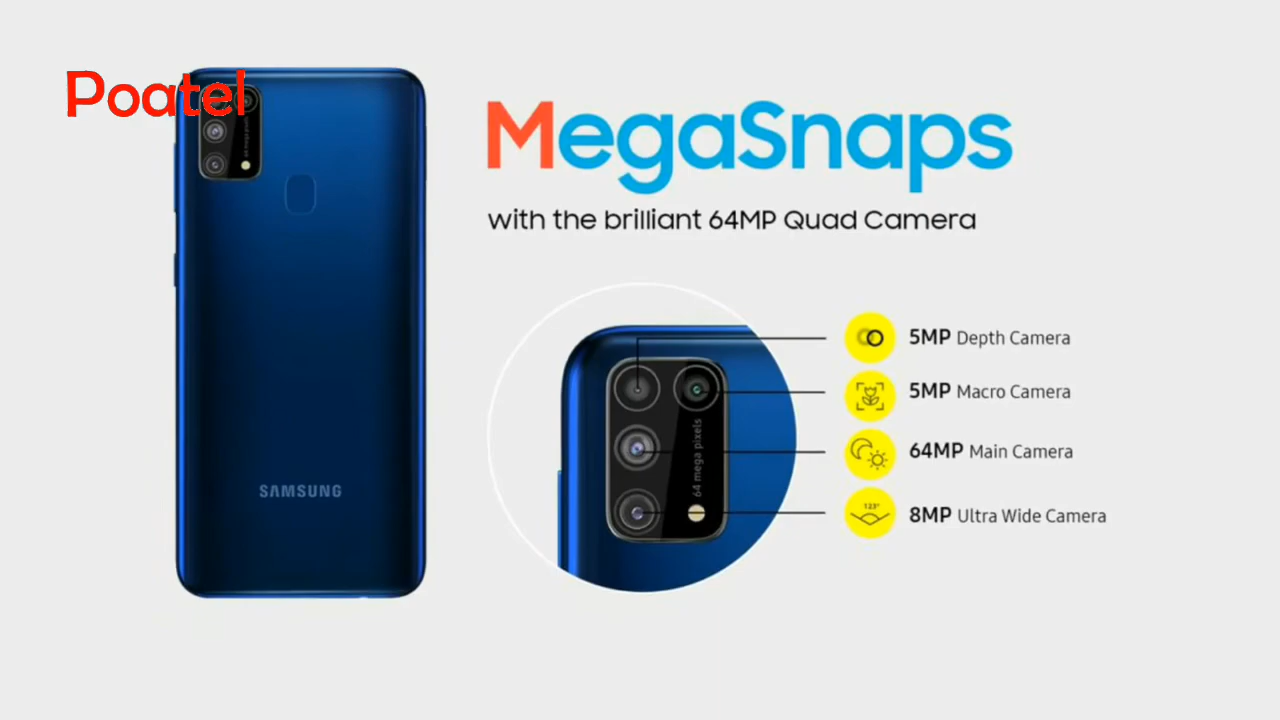 Poatel
MegaSnaps
with the brilliant 64MP Quad Camera
5MP Depth Camera
5MP Macro Camera
64MP Main Camera
8MP Ultra Wide Camera
123°
64 mega pixels
SAMSUNG